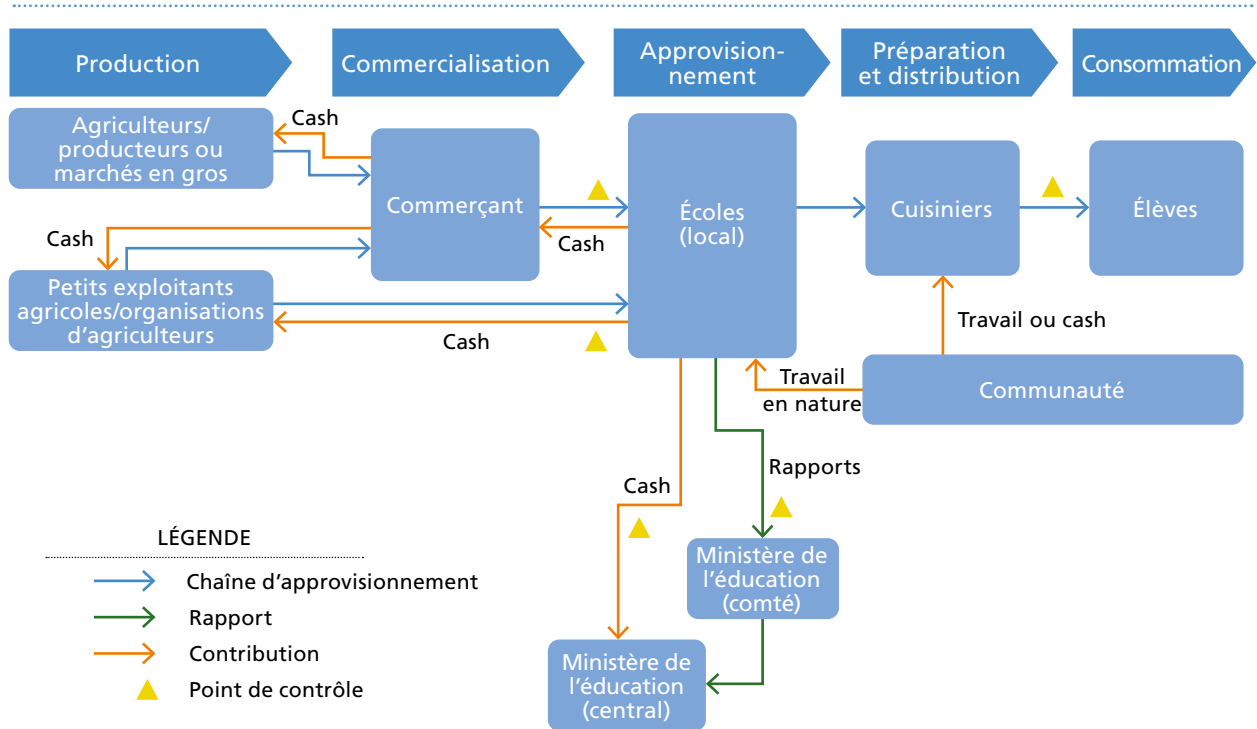 Production
Commercialisation
Approvision-
nement
Préparation
et distribution
Consommation
Agriculteurs/
producteurs ou
marchés en gros
Cash
Commerçant
Écoles
(local)
Cuisiniers
Élèves
Cash
Cash
Petits exploitants
agricoles/organisations
d'agriculteurs
Cash
Travail ou cash
Travail
en nature
Communauté
Cash
Rapports
Ministère de
l'éducation
(comté)
Ministère de
l'éducation
(central)
LÉGENDE
Chaîne d'approvisionnement
Rapport
Contribution
Point de contrôle